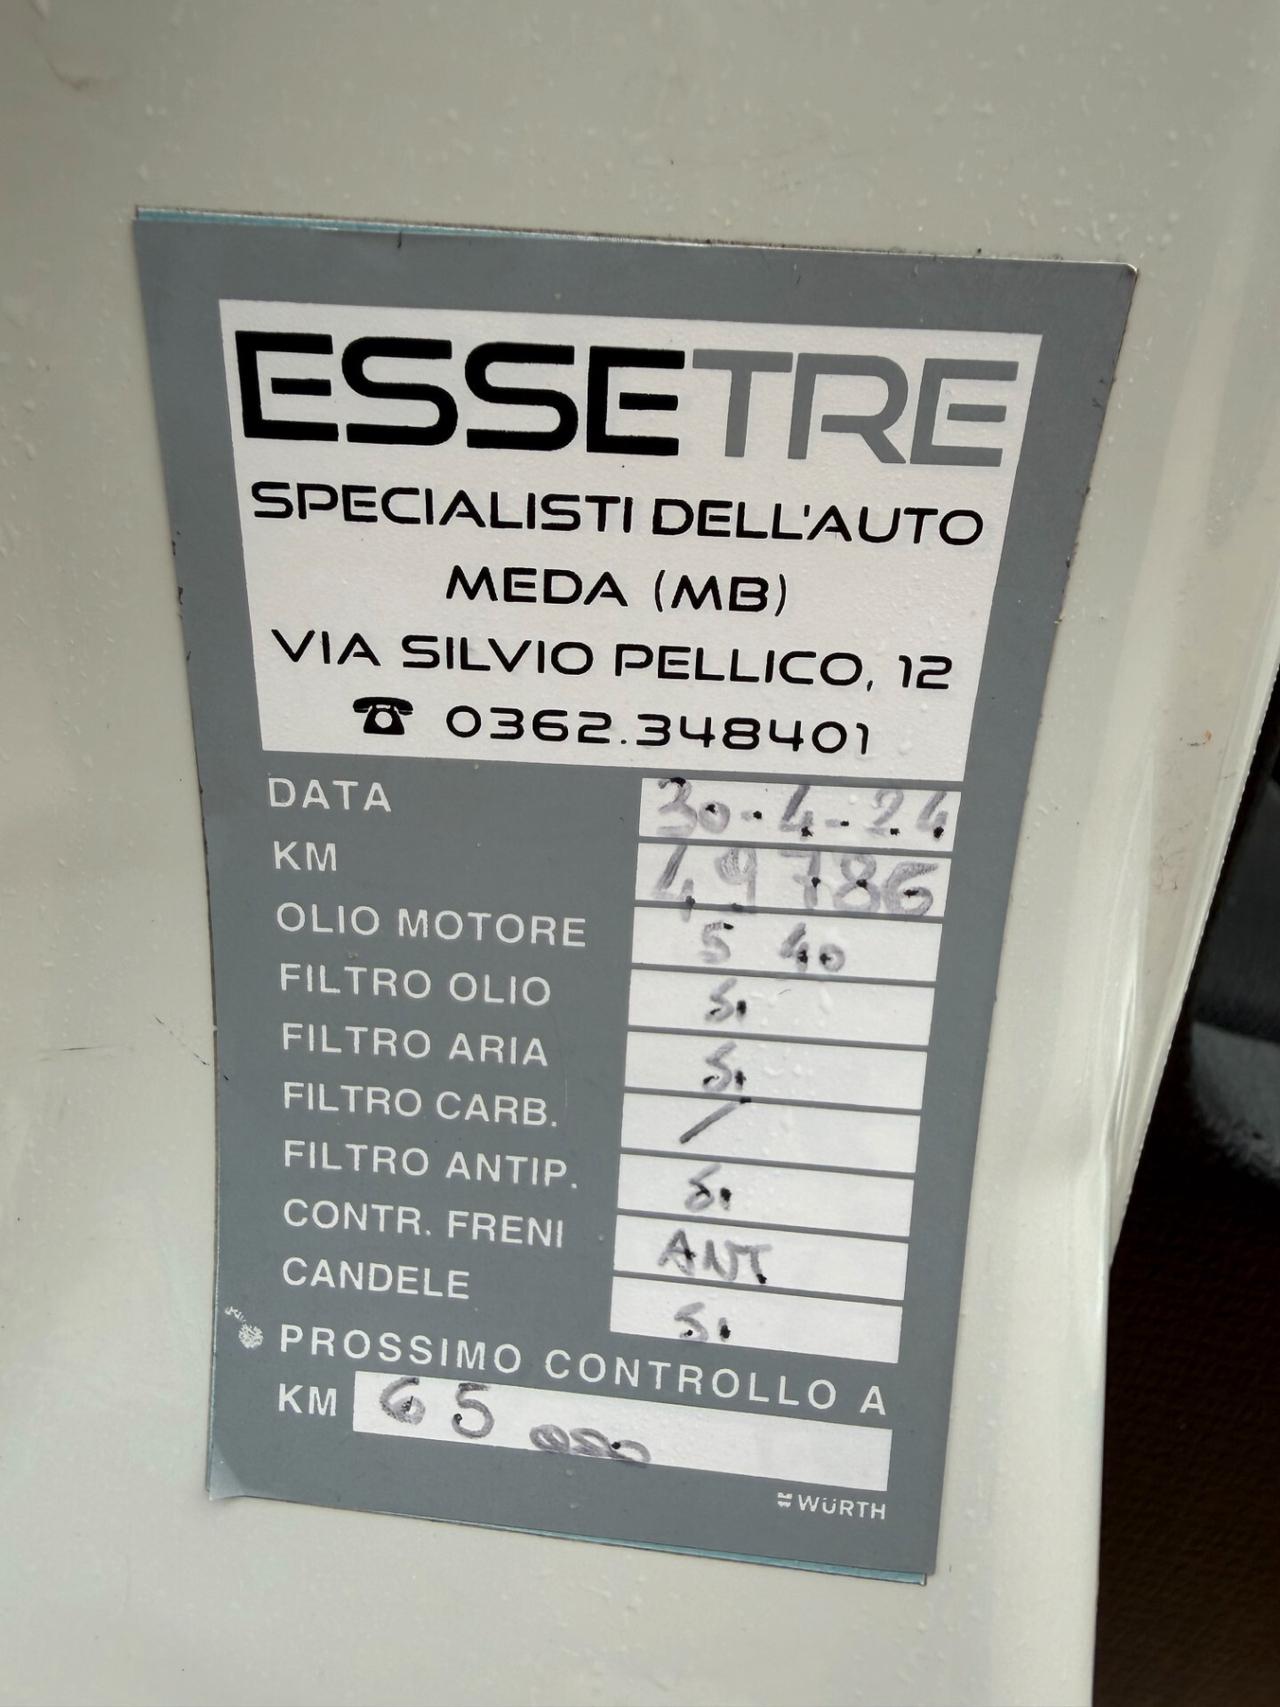 ESSETRE
SPECIALISTI DELL'AUTO
MEDA (MB)
VIA SILVIO PELLICO, 12
☎ 0362.348401
DATA 30-4-24
KM 49786
OLIO MOTORE 5 40
FILTRO OLIO Si
FILTRO ARIA Si
FILTRO CARB. /
FILTRO ANTIP. Si
CONTR. FRENI ANT
CANDELE Si
PROSSIMO CONTROLLO A
KM 65 000
WÜRTH